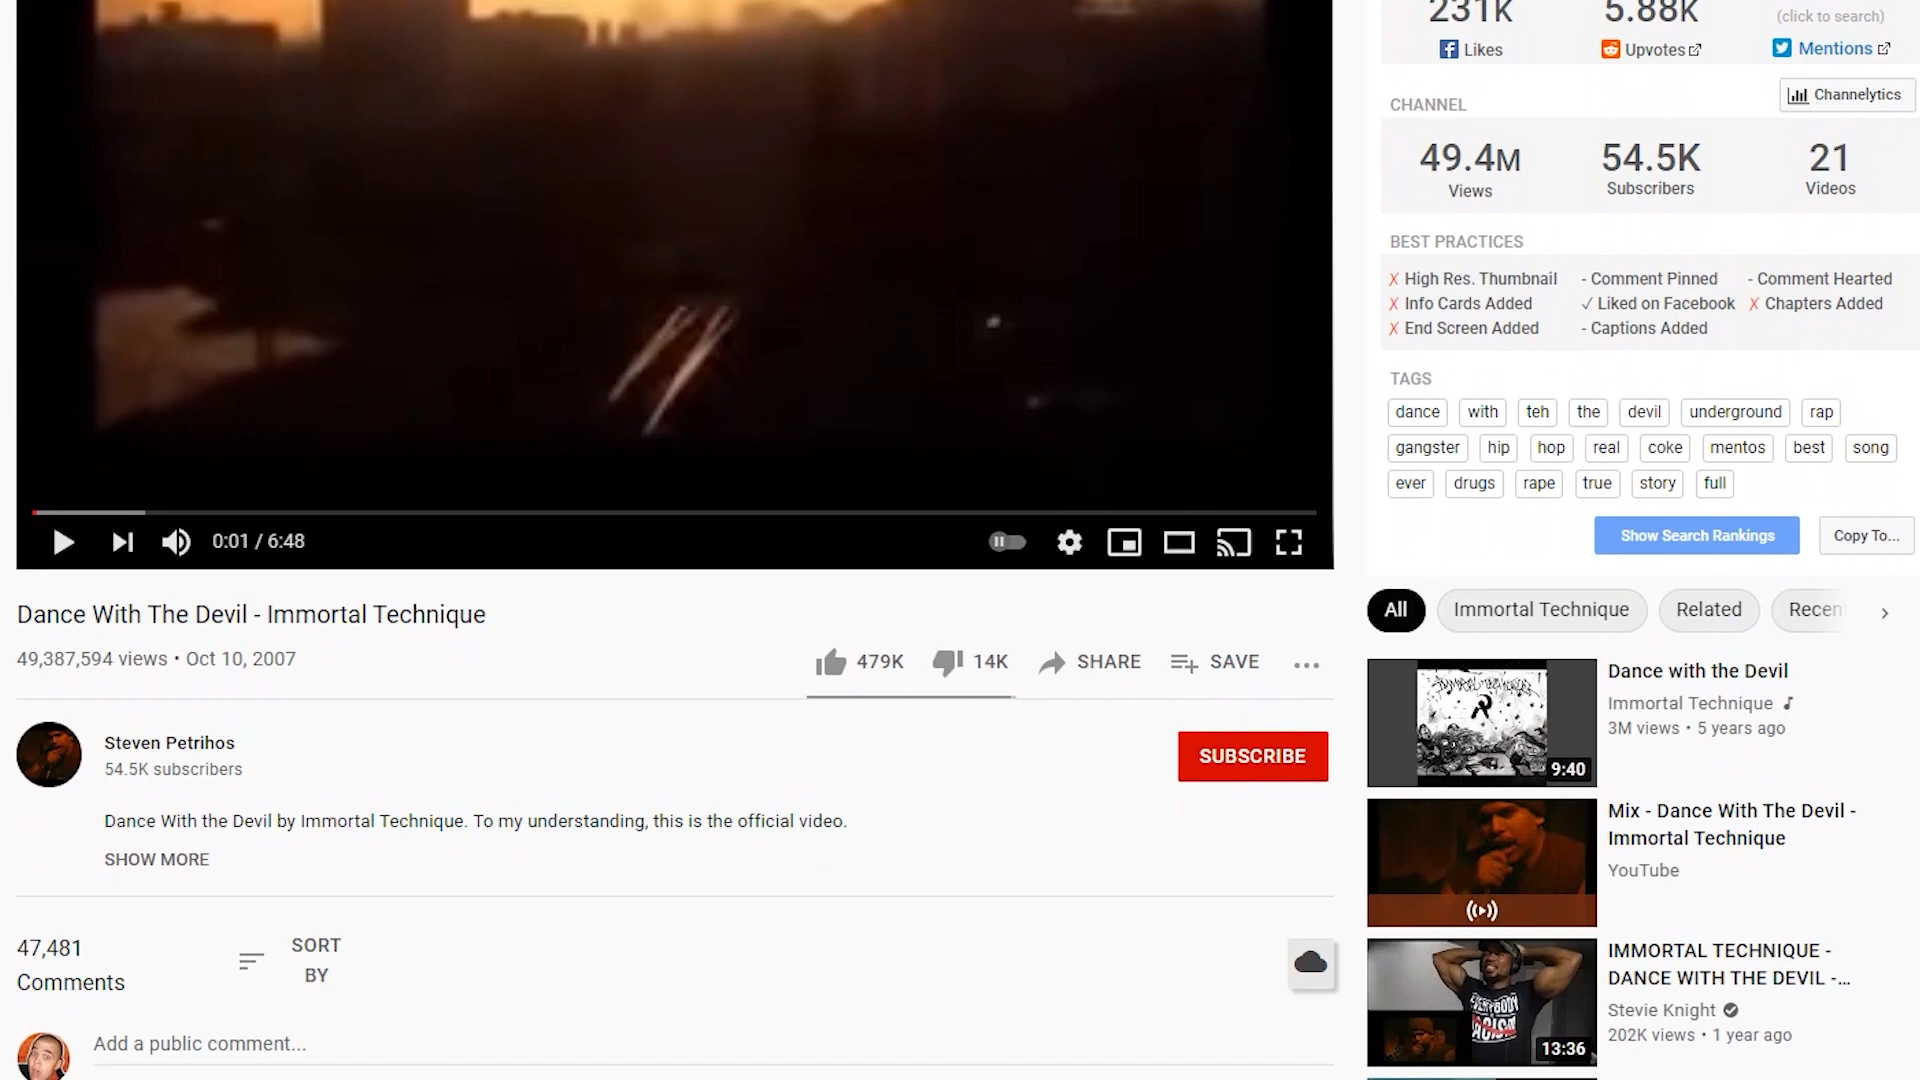 231K
5.88K
(click to search)
Likes
Upvotes
Mentions
CHANNEL
Channelytics
49.4M
54.5K
21
Views
Subscribers
Videos
BEST PRACTICES
✗ High Res. Thumbnail
- Comment Pinned
- Comment Hearted
✗ Info Cards Added
✓ Liked on Facebook
✗ Chapters Added
✗ End Screen Added
- Captions Added
TAGS
dance with teh the devil underground rap
gangster hip hop real coke mentos best song
ever drugs rape true story full
Show Search Rankings
Copy To...
0:01 / 6:48
Dance With The Devil - Immortal Technique
49,387,594 views • Oct 10, 2007
479K
14K
SHARE
SAVE
Steven Petrihos
54.5K subscribers
SUBSCRIBE
Dance With the Devil by Immortal Technique. To my understanding, this is the official video.
SHOW MORE
47,481
Comments
SORT
BY
Add a public comment...
All
Immortal Technique
Related
Recen
Dance with the Devil
Immortal Technique
3M views • 5 years ago
9:40
Mix - Dance With The Devil -
Immortal Technique
YouTube
IMMORTAL TECHNIQUE -
DANCE WITH THE DEVIL -...
Stevie Knight
202K views • 1 year ago
EVERYBODY
RACISM
13:36